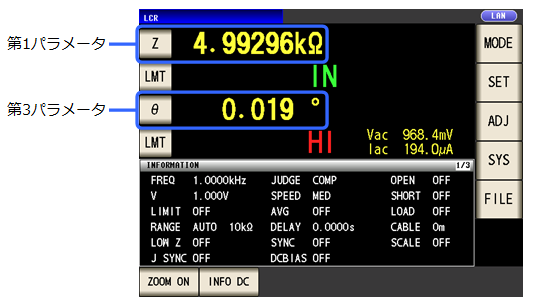 LCR
LAN
第1パラメータ
Z 4.99296kΩ
MODE
LMT IN
SET
第3パラメータ
θ 0.019 °
ADJ
LMT HI
Vac 968.4mV
Iac 194.0μA
SYS
INFORMATION 1/3
FREQ 1.0000kHz JUDGE COMP OPEN OFF
V 1.000V SPEED MED SHORT OFF
FILE
LIMIT OFF AVG OFF LOAD OFF
RANGE AUTO 10kΩ DELAY 0.0000s CABLE 0m
LOW Z OFF SYNC OFF SCALE OFF
J SYNC OFF DCBIAS OFF
ZOOM ON INFO DC